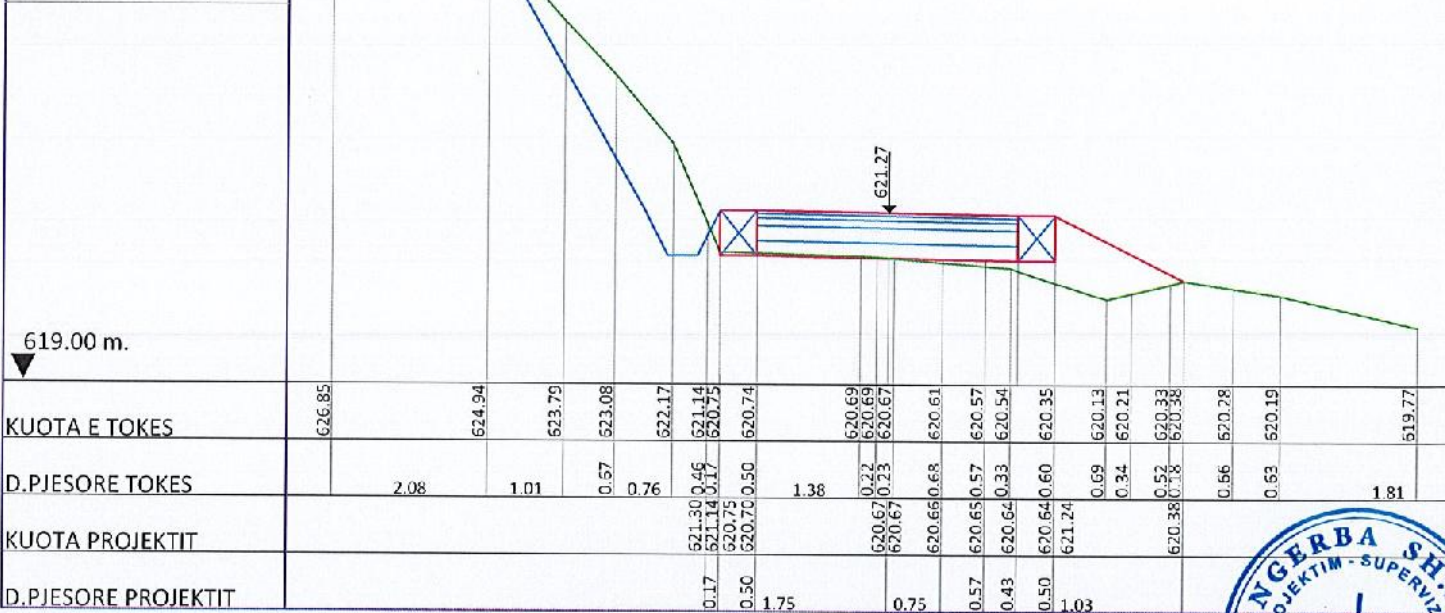 621.27
619.00 m.
KUOTA E TOKES 626.85 624.94 623.79 623.08 622.17 621.14 620.75 620.74 620.69 620.69 620.67 620.61 620.57 620.54 620.35 620.13 620.21 620.33 620.38 620.28 620.19 619.77
D.PJESORE TOKES 2.08 1.01 0.67 0.76 0.46 0.17 0.50 1.38 0.22 0.23 0.68 0.57 0.33 0.60 0.69 0.34 0.52 0.18 0.66 0.63 1.81
KUOTA PROJEKTIT 621.30 621.14 620.75 620.70 620.67 620.67 620.66 620.65 620.64 620.64 621.24 620.38
D.PJESORE PROJEKTIT 0.17 0.50 1.75 0.75 0.57 0.43 0.50 1.03
NGERBA SH.
OJEKTIM - SUPERVI